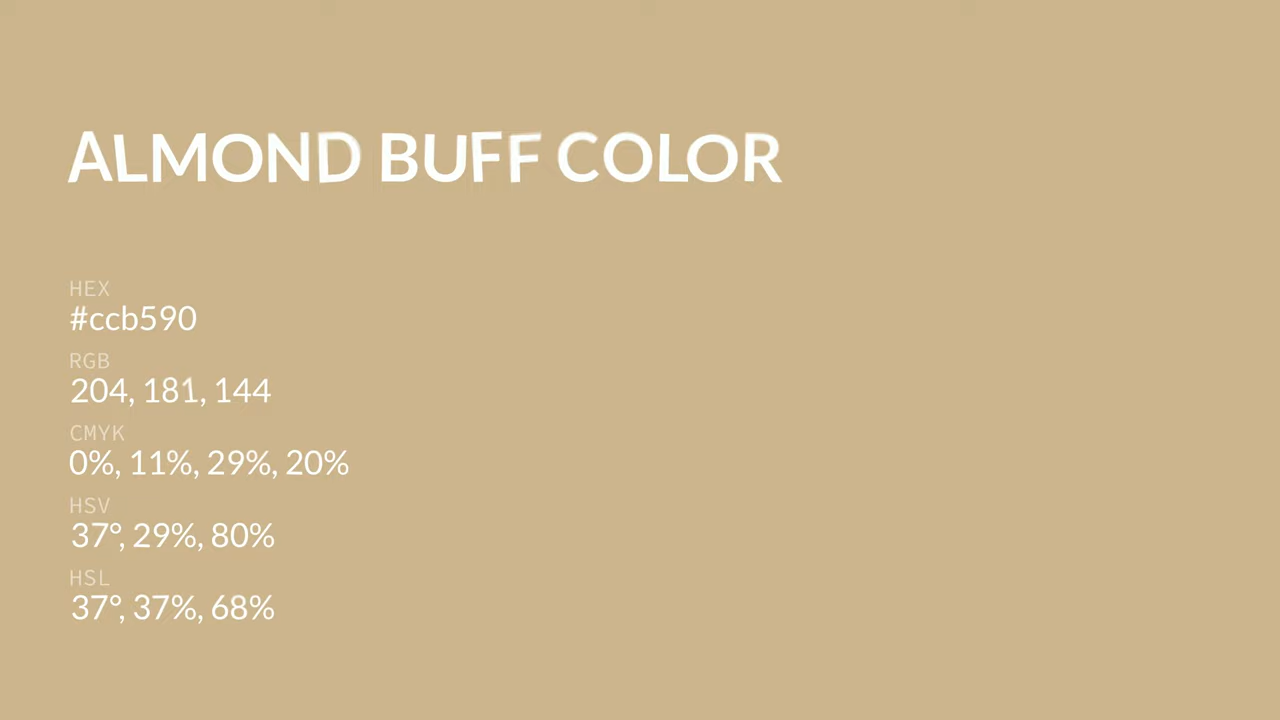 ALMOND BUFF COLOR
HEX
#ccb590
RGB
204, 181, 144
CMYK
0%, 11%, 29%, 20%
HSV
37°, 29%, 80%
HSL
37°, 37%, 68%